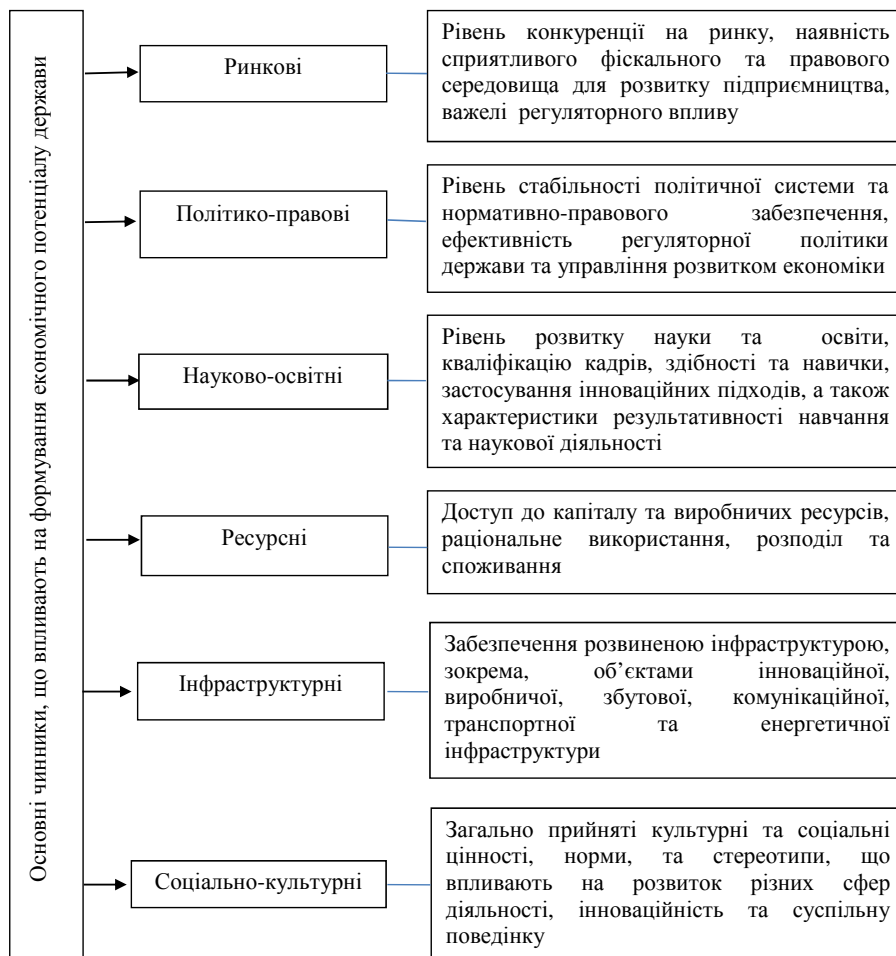 Основні чинники, що впливають на формування економічного потенціалу держави
Ринкові
Рівень конкуренції на ринку, наявність
сприятливого фіскального та правового
середовища для розвитку підприємництва,
важелі регуляторного впливу
Політико-правові
Рівень стабільності політичної системи та
нормативно-правового забезпечення,
ефективність регуляторної політики
держави та управління розвитком економіки
Науково-освітні
Рівень розвитку науки та освіти,
кваліфікацію кадрів, здібності та навички,
застосування інноваційних підходів, а також
характеристики результативності навчання
та наукової діяльності
Ресурсні
Доступ до капіталу та виробничих ресурсів,
раціональне використання, розподіл та
споживання
Інфраструктурні
Забезпечення розвиненою інфраструктурою,
зокрема, об’єктами інноваційної,
виробничої, збутової, комунікаційної,
транспортної та енергетичної
інфраструктури
Соціально-культурні
Загально прийняті культурні та соціальні
цінності, норми, та стереотипи, що
впливають на розвиток різних сфер
діяльності, інноваційність та суспільну
поведінку